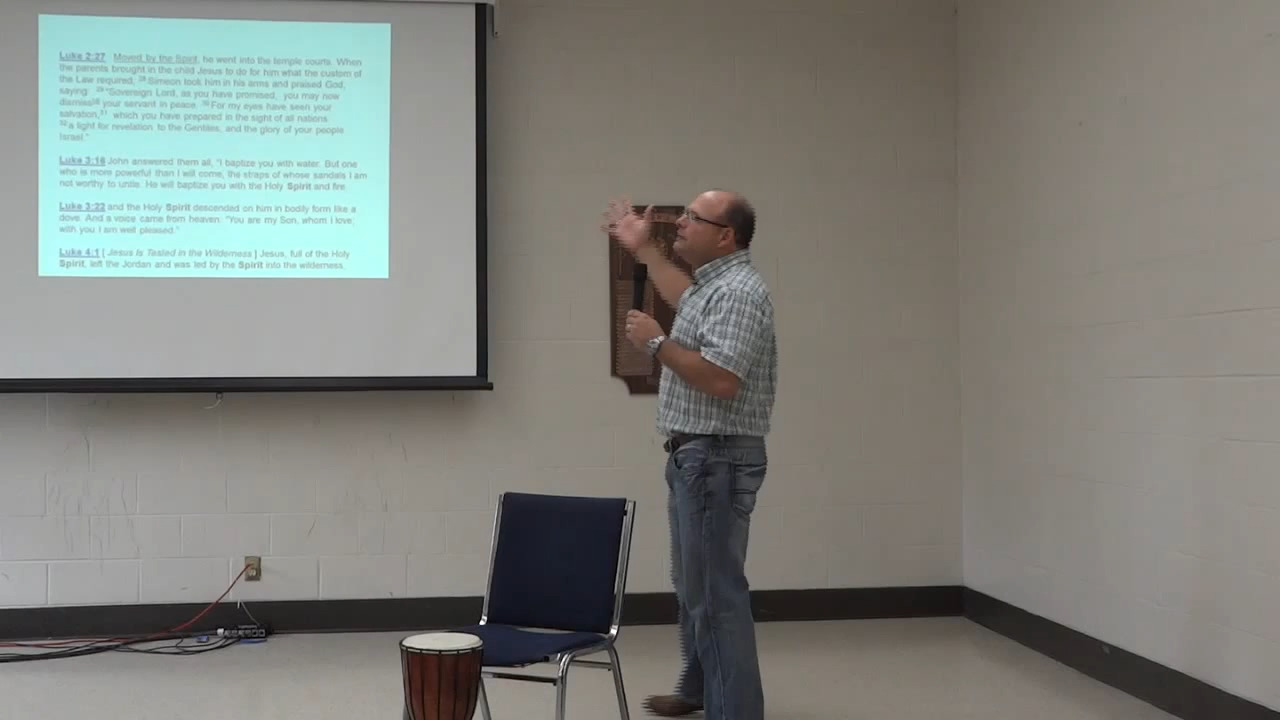 Luke 2:27 Moved by the Spirit, he went into the temple courts. When
the parents brought in the child Jesus to do for him what the custom of
the Law required, 28 Simeon took him in his arms and praised God,
saying: 29 "Sovereign Lord, as you have promised, you may now
dismiss your servant in peace. 30 For my eyes have seen your
salvation, 31 which you have prepared in the sight of all nations:
32 a light for revelation to the Gentiles, and the glory of your people
Israel."
Luke 3:16 John answered them all, "I baptize you with water. But one
who is more powerful than I will come, the straps of whose sandals I am
not worthy to untie. He will baptize you with the Holy Spirit and fire
Luke 3:22 and the Holy Spirit descended on him in bodily form like a
dove. And a voice came from heaven: "You are my Son, whom I love;
with you I am well pleased."
Luke 4:1 [ Jesus Is Tested in the Wilderness ] Jesus, full of the Holy
Spirit, left the Jordan and was led by the Spirit into the wilderness,